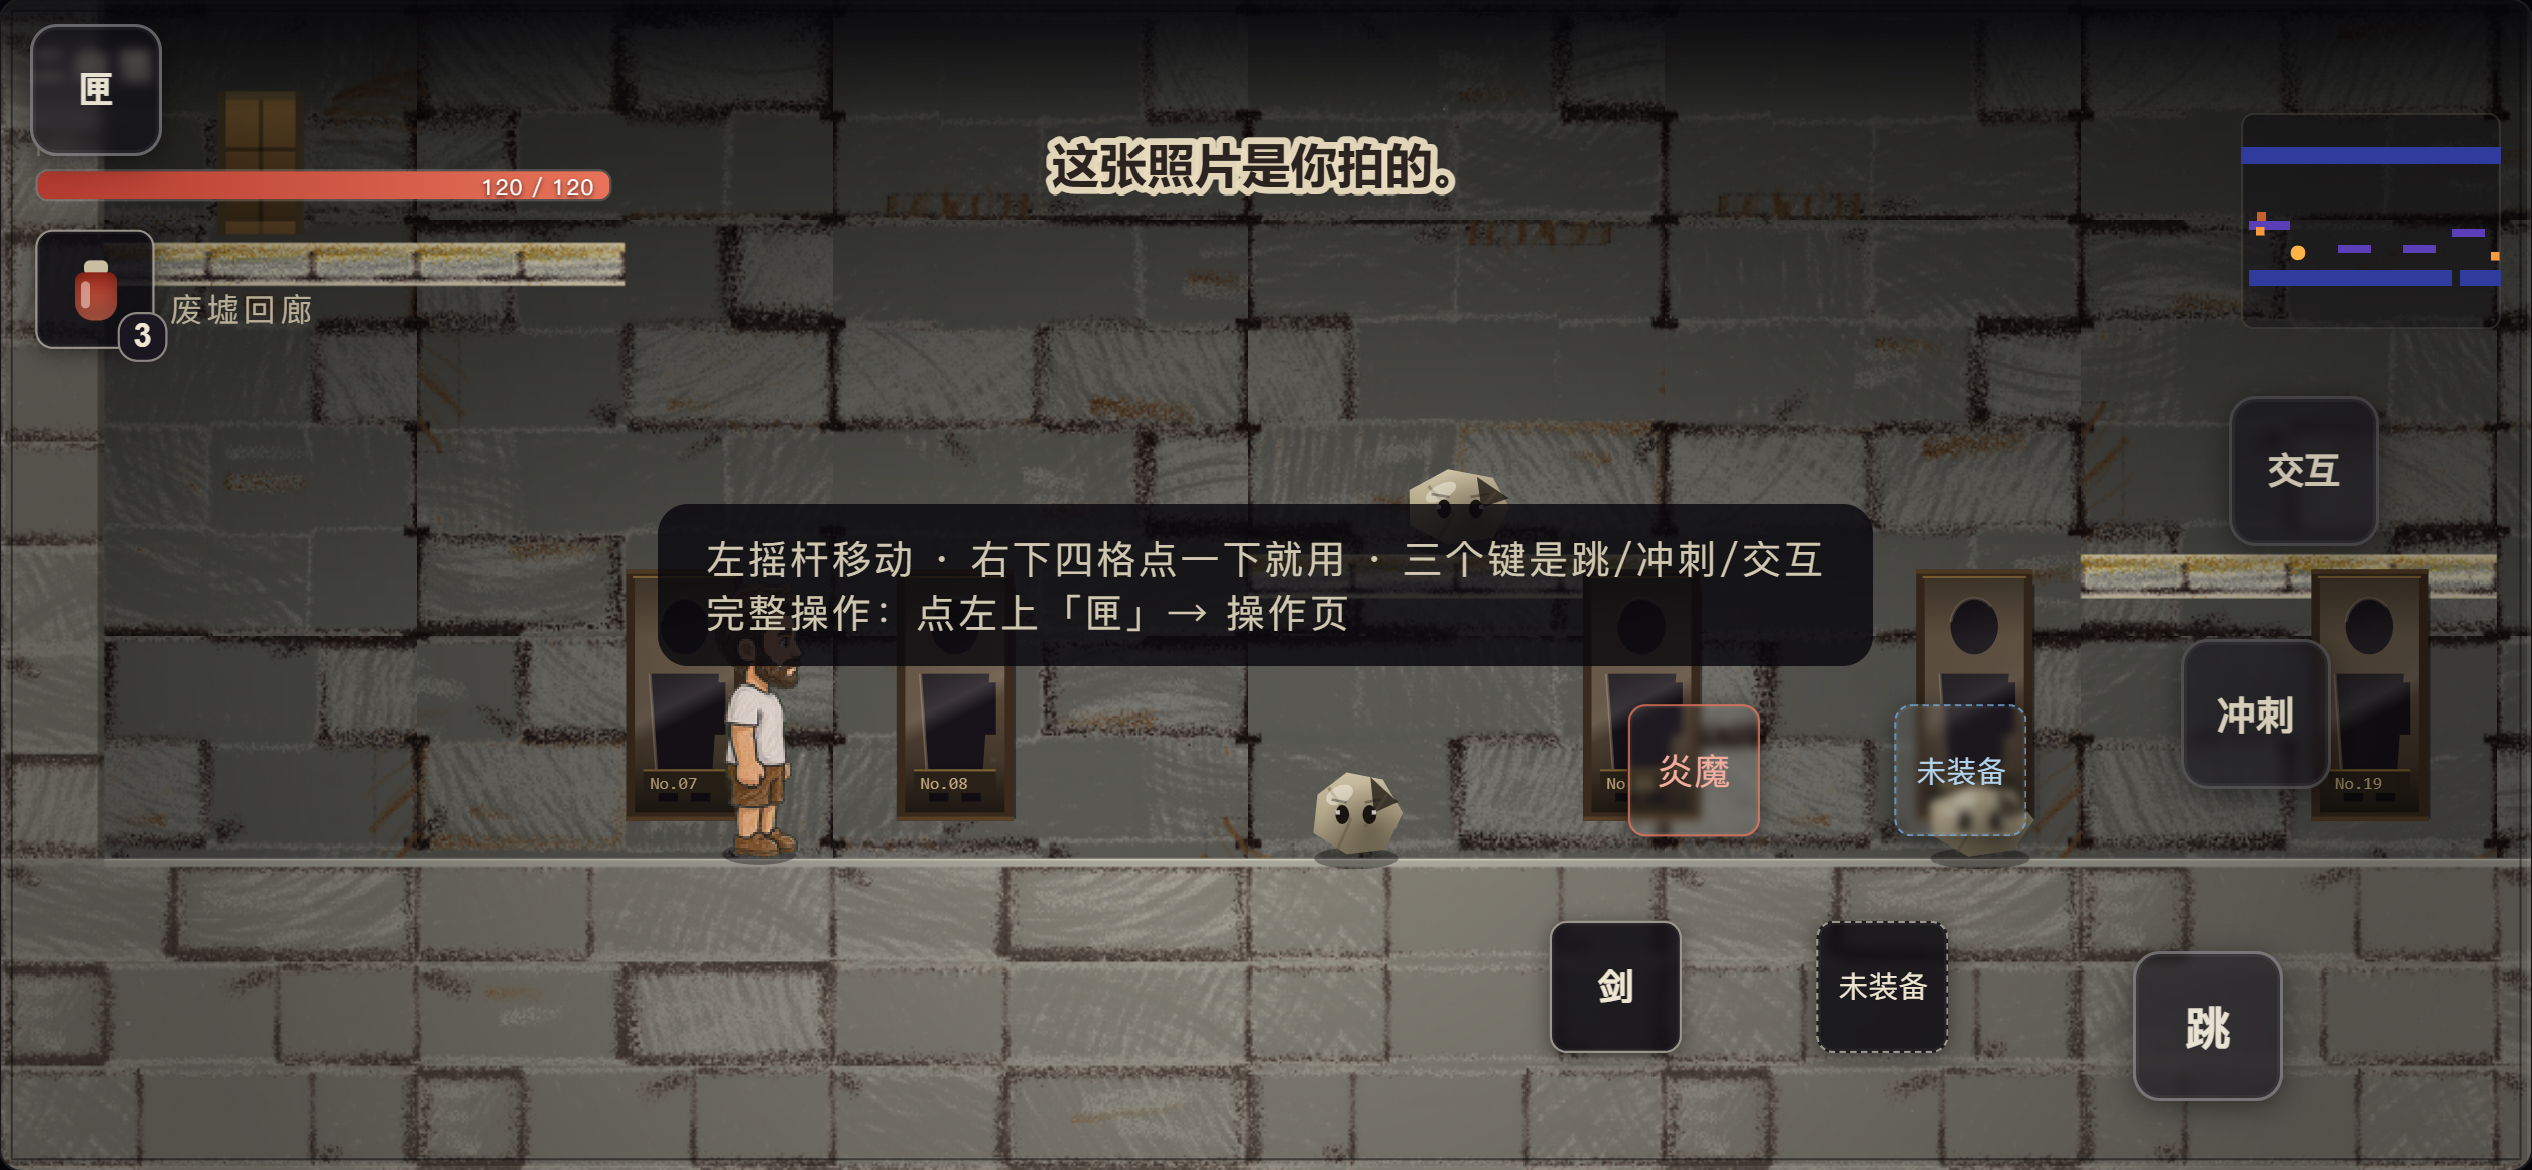 匣
这张照片是你拍的。
120 / 120
3
废墟回廊
交互
左摇杆移动 · 右下四格点一下就用 · 三个键是跳/冲刺/交互
完整操作：点左上「匣」→ 操作页
冲刺
No.07
No.08
No
炎魔
未装备
No.19
剑
未装备
跳